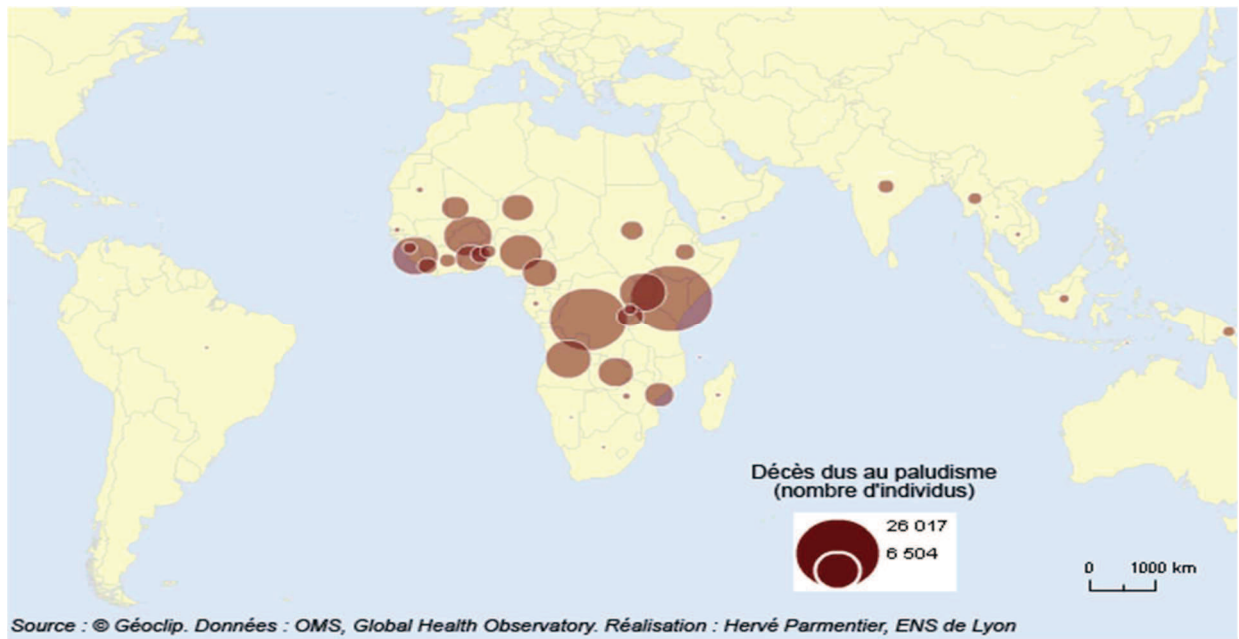 Décès dus au paludisme
(nombre d'individus)
26 017
6 504
0 1000 km
Source : © Géoclip. Données : OMS, Global Health Observatory. Réalisation : Hervé Parmentier, ENS de Lyon